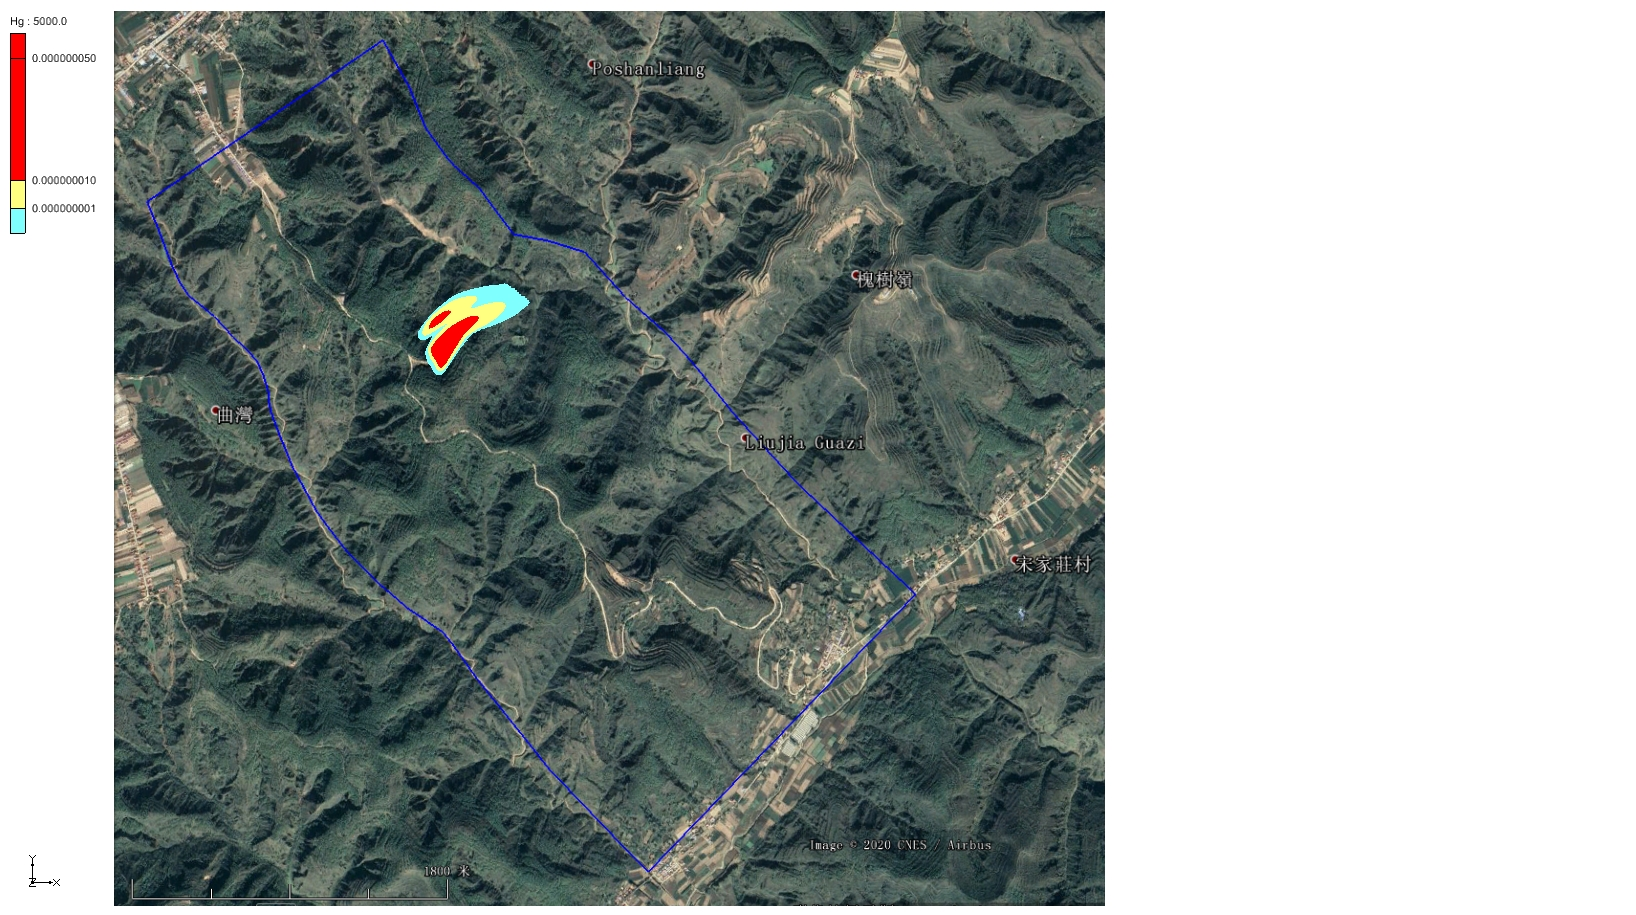 Hg : 5000.0
0.000000050
0.000000010
0.000000001
Poshanliang
槐樹嶺
曲灣
Liujia Guazi
宋家莊村
Image © 2020 CNES / Airbus
1800 米
Y
Z X